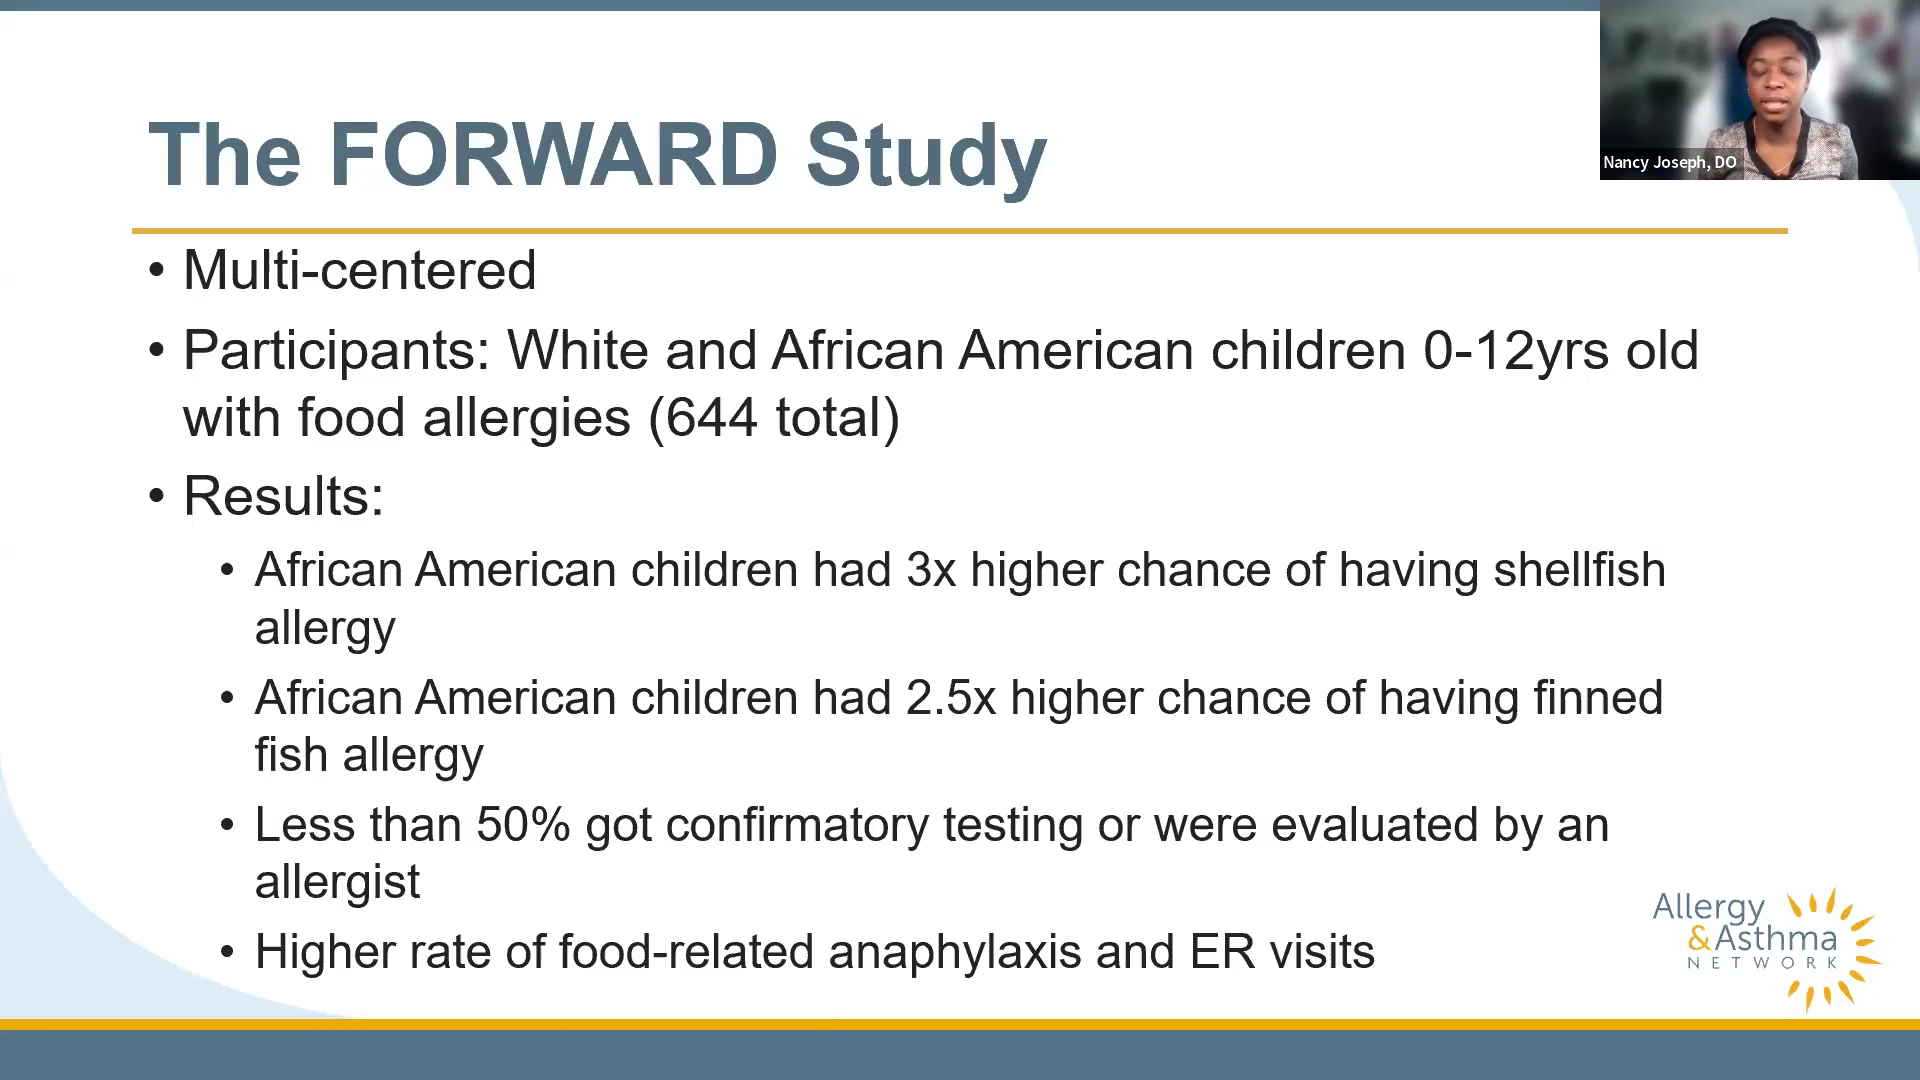 The FORWARD Study
Nancy Joseph, DO
• Multi-centered
• Participants: White and African American children 0-12yrs old
with food allergies (644 total)
• Results:
• African American children had 3x higher chance of having shellfish
allergy
• African American children had 2.5x higher chance of having finned
fish allergy
• Less than 50% got confirmatory testing or were evaluated by an
allergist
• Higher rate of food-related anaphylaxis and ER visits
Allergy
&Asthma
NETWORK